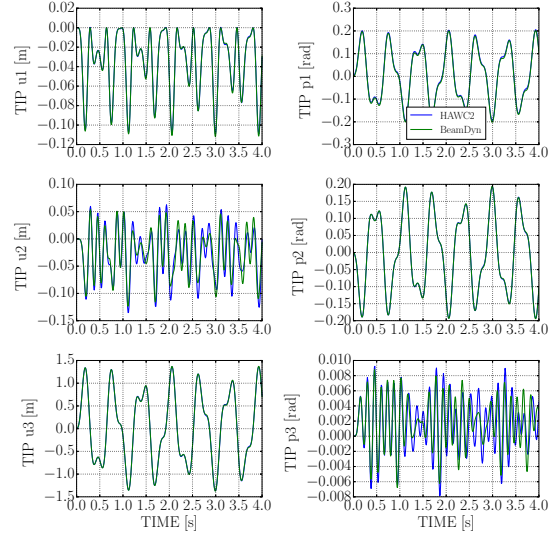 TIP u1 [m]
0.02
0.00
−0.02
−0.04
−0.06
−0.08
−0.10
−0.12
0.0 0.5 1.0 1.5 2.0 2.5 3.0 3.5 4.0
TIP p1 [rad]
0.3
0.2
0.1
0.0
−0.1
−0.2
−0.3
0.0 0.5 1.0 1.5 2.0 2.5 3.0 3.5 4.0
HAWC2
BeamDyn
TIP u2 [m]
0.10
0.05
0.00
−0.05
−0.10
−0.15
0.0 0.5 1.0 1.5 2.0 2.5 3.0 3.5 4.0
TIP p2 [rad]
0.20
0.15
0.10
0.05
0.00
−0.05
−0.10
−0.15
−0.20
0.0 0.5 1.0 1.5 2.0 2.5 3.0 3.5 4.0
TIP u3 [m]
1.5
1.0
0.5
0.0
−0.5
−1.0
−1.5
0.0 0.5 1.0 1.5 2.0 2.5 3.0 3.5 4.0
TIME [s]
TIP p3 [rad]
0.010
0.008
0.006
0.004
0.002
0.000
−0.002
−0.004
−0.006
−0.008
0.0 0.5 1.0 1.5 2.0 2.5 3.0 3.5 4.0
TIME [s]